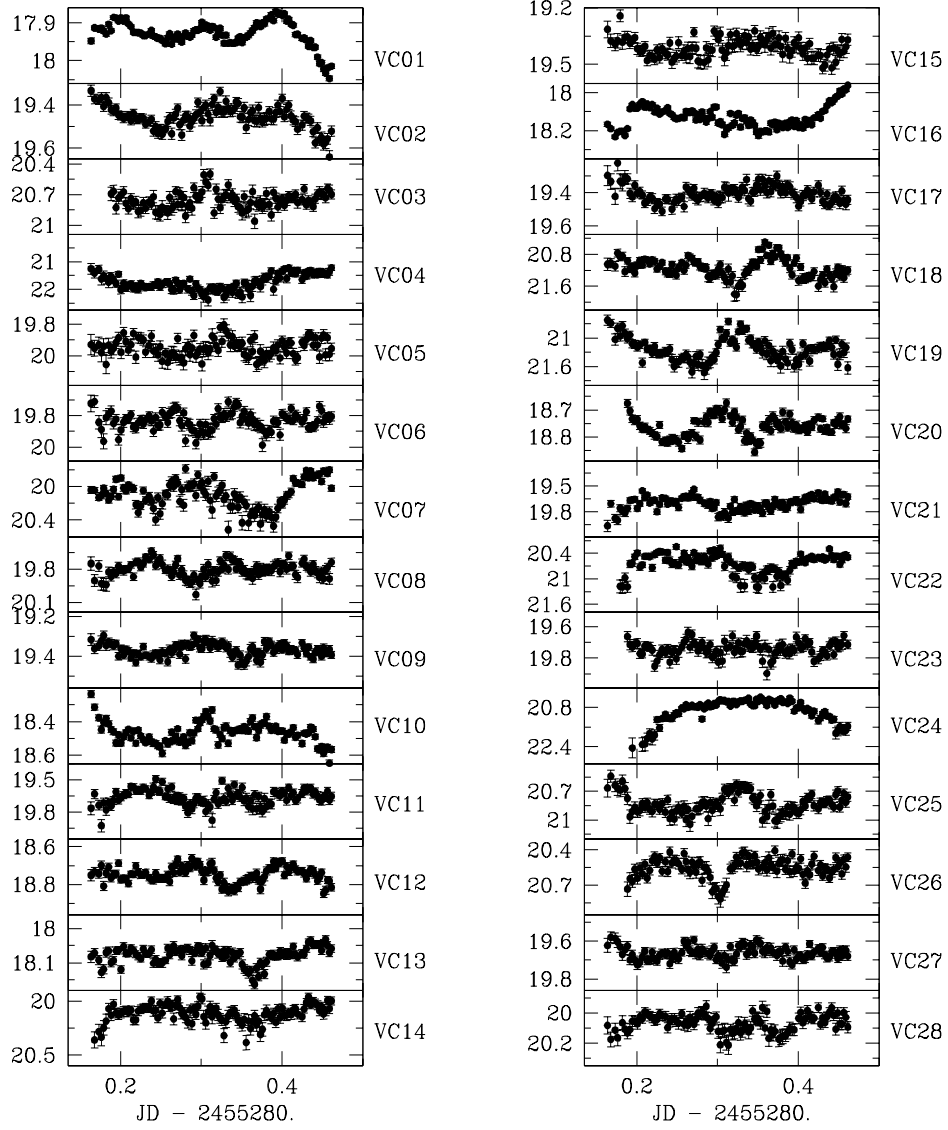 17.9
18
VC01
19.4
19.6
VC02
20.4
20.7
21
VC03
21
22
VC04
19.8
20
VC05
19.8
20
VC06
20
20.4
VC07
19.8
20.1
VC08
19.2
19.4
VC09
18.4
18.6
VC10
19.5
19.8
VC11
18.6
18.8
VC12
18
18.1
VC13
20
20.5
VC14
0.2 0.4
JD - 2455280.
19.2
19.5
VC15
18
18.2
VC16
19.4
19.6
VC17
20.8
21.6
VC18
21
21.6
VC19
18.7
18.8
VC20
19.5
19.8
VC21
20.4
21
21.6
VC22
19.6
19.8
VC23
20.8
22.4
VC24
20.7
21
VC25
20.4
20.7
VC26
19.6
19.8
VC27
20
20.2
VC28
0.2 0.4
JD - 2455280.